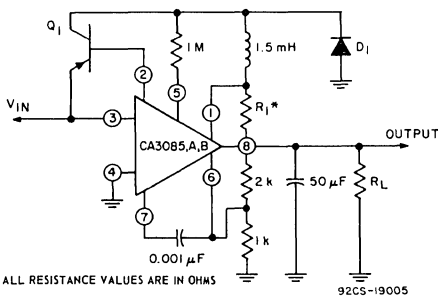 Q1
1 M
1.5 mH
D1
2
5
1
R1*
VIN
3
CA3085,A,B
8
OUTPUT
4
6
2 k
50 µF
RL
7
0.001 µF
1 k
ALL RESISTANCE VALUES ARE IN OHMS
92CS-19005